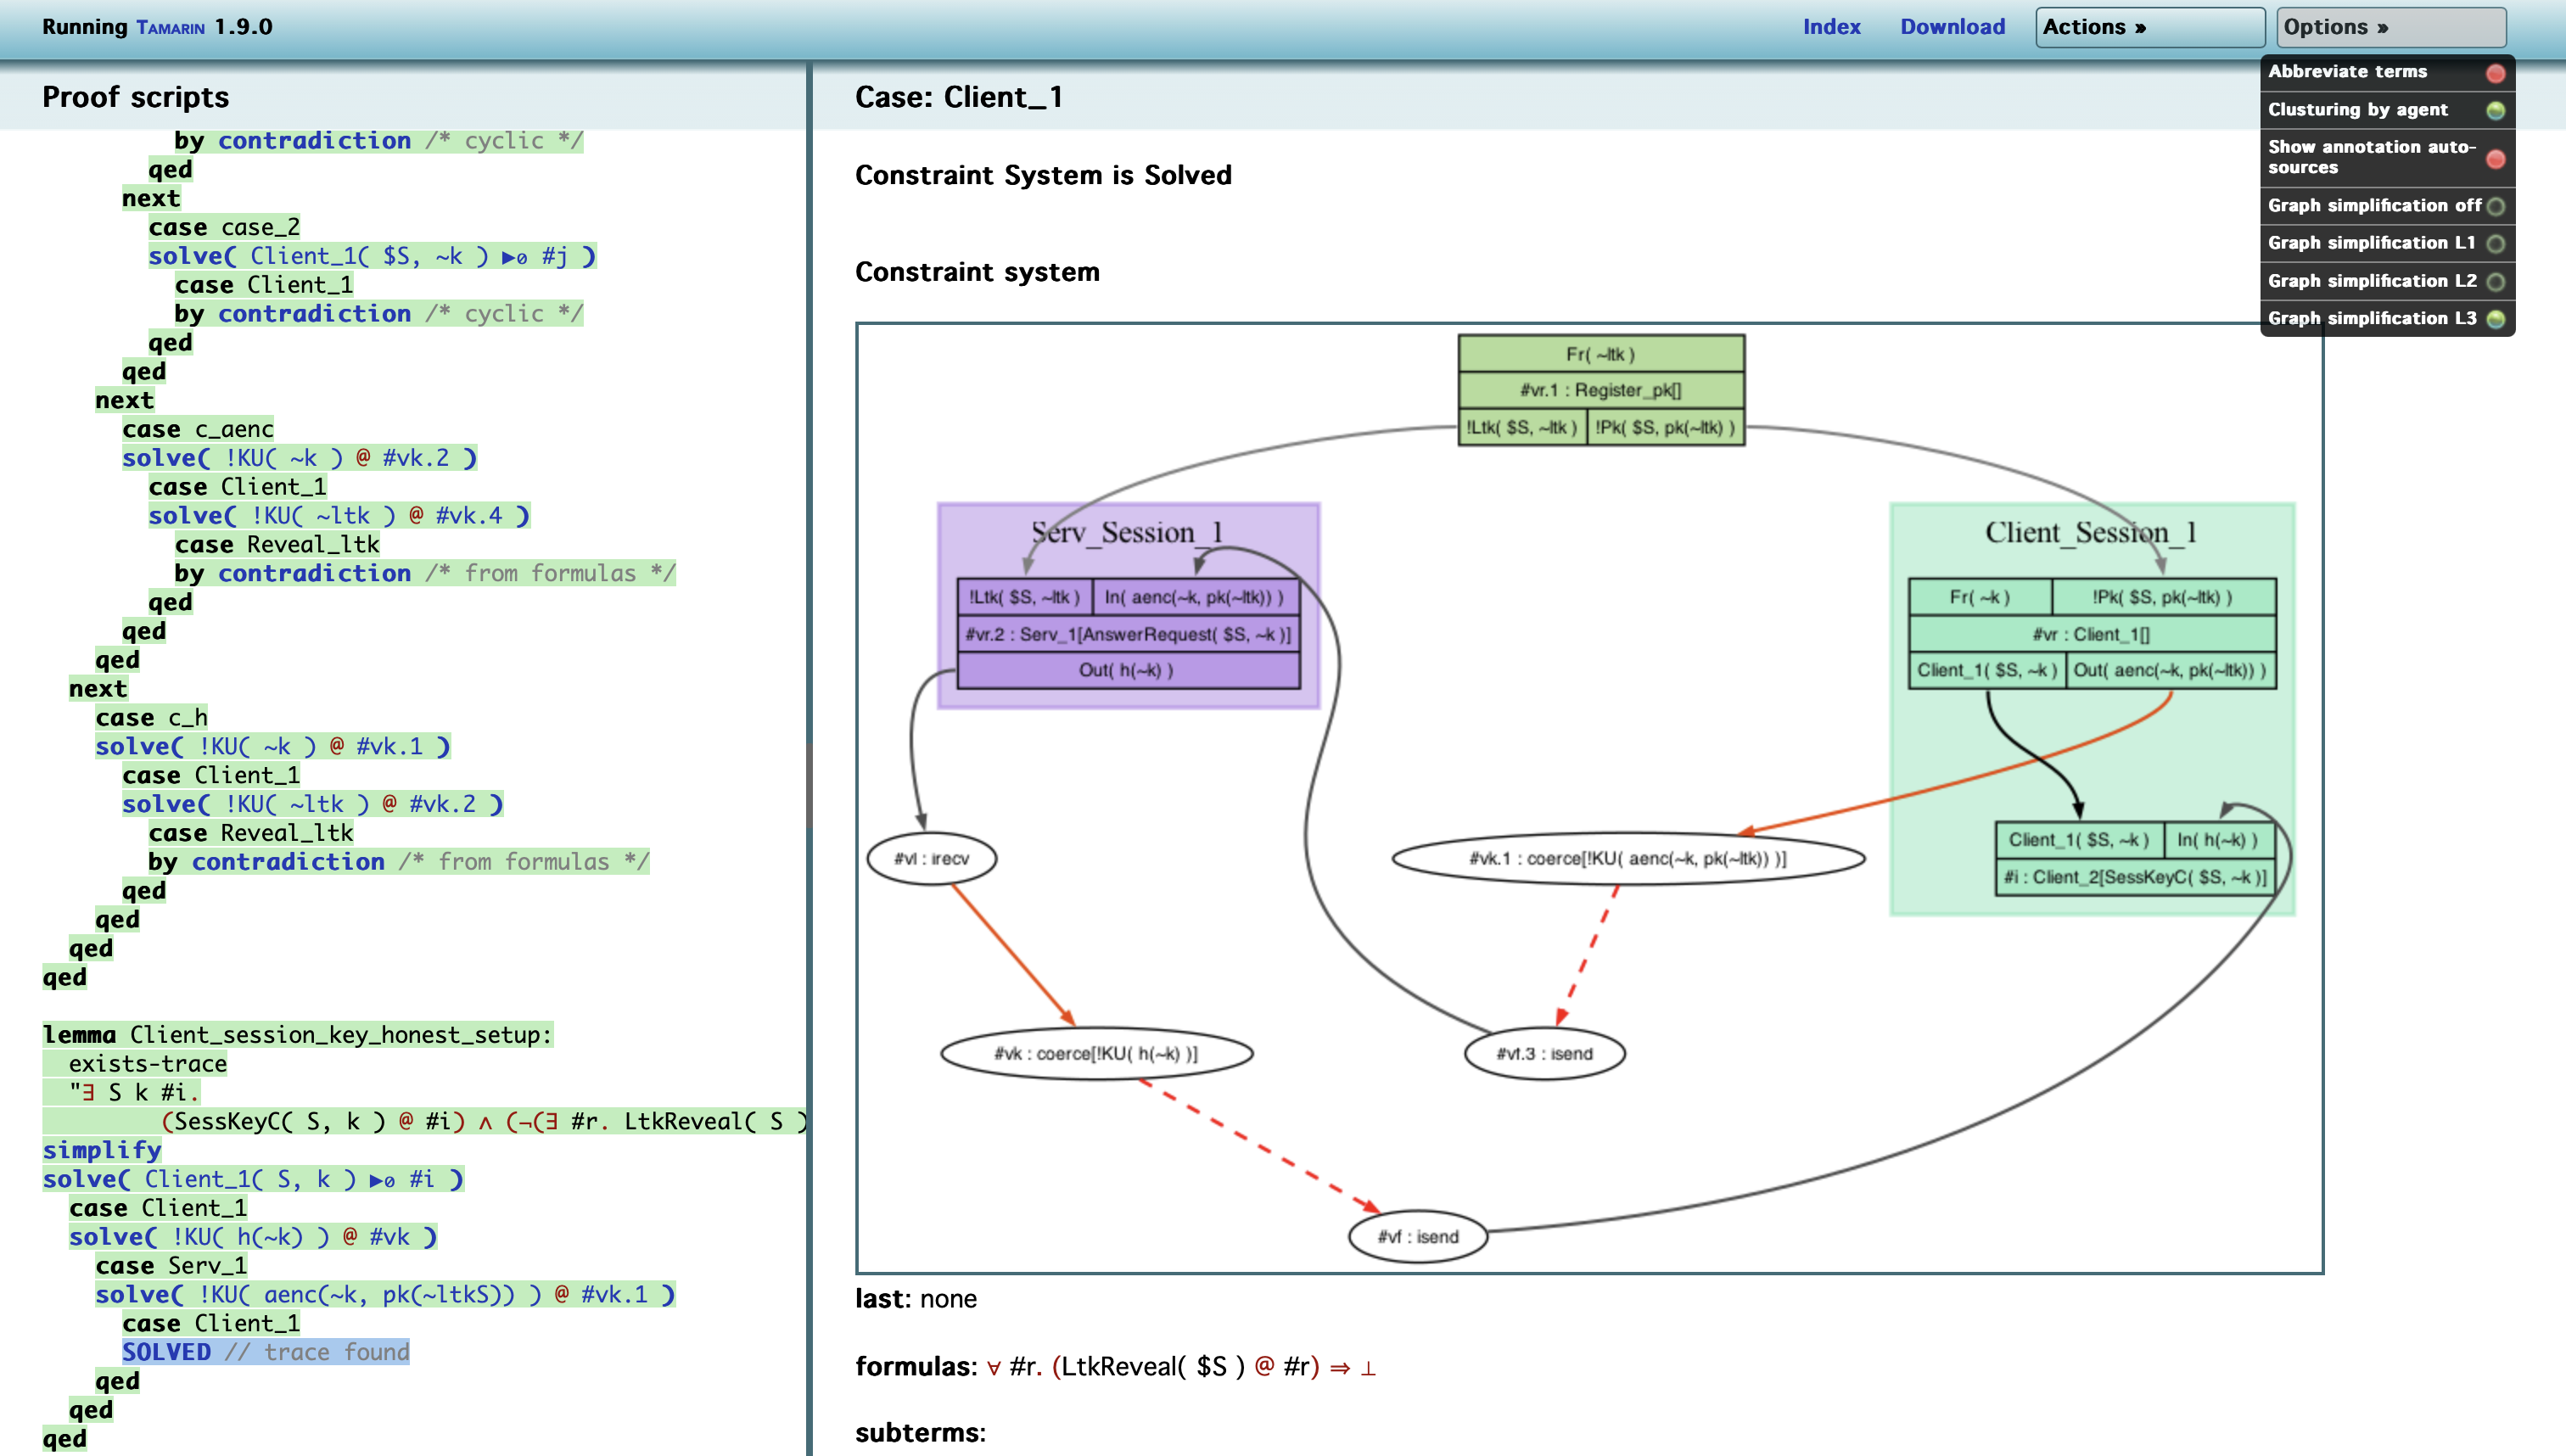 Running Tamarin 1.9.0
Index Download Actions » Options »
Abbreviate terms
Clusturing by agent
Show annotation auto-
sources
Graph simplification off
Graph simplification L1
Graph simplification L2
Graph simplification L3
Proof scripts
by contradiction /* cyclic */
qed
next
case case_2
solve( Client_1( $S, ~k ) ▶₀ #j )
case Client_1
by contradiction /* cyclic */
qed
qed
next
case c_aenc
solve( !KU( ~k ) @ #vk.2 )
case Client_1
solve( !KU( ~ltk ) @ #vk.4 )
case Reveal_ltk
by contradiction /* from formulas */
qed
qed
qed
next
case c_h
solve( !KU( ~k ) @ #vk.1 )
case Client_1
solve( !KU( ~ltk ) @ #vk.2 )
case Reveal_ltk
by contradiction /* from formulas */
qed
qed
qed
qed
lemma Client_session_key_honest_setup:
exists-trace
"∃ S k #i.
(SessKeyC( S, k ) @ #i) ∧ (¬(∃ #r. LtkReveal( S )
simplify
solve( Client_1( S, k ) ▶₀ #i )
case Client_1
solve( !KU( h(~k) ) @ #vk )
case Serv_1
solve( !KU( aenc(~k, pk(~ltkS)) ) @ #vk.1 )
case Client_1
SOLVED // trace found
qed
qed
qed
Case: Client_1
Constraint System is Solved
Constraint system
Fr( ~ltk )
#vr.1 : Register_pk[]
!Ltk( $S, ~ltk ) !Pk( $S, pk(~ltk) )
Serv_Session_1
!Ltk( $S, ~ltk ) In( aenc(~k, pk(~ltk)) )
#vr.2 : Serv_1[AnswerRequest( $S, ~k )]
Out( h(~k) )
Client_Session_1
Fr( ~k ) !Pk( $S, pk(~ltk) )
#vr : Client_1[]
Client_1( $S, ~k ) Out( aenc(~k, pk(~ltk)) )
Client_1( $S, ~k ) In( h(~k) )
#i : Client_2[SessKeyC( $S, ~k )]
#vl : irecv
#vk.1 : coerce[!KU( aenc(~k, pk(~ltk)) )]
#vk : coerce[!KU( h(~k) )]
#vf.3 : isend
#vf : isend
last: none
formulas: ∀ #r. (LtkReveal( $S ) @ #r) ⇒ ⊥
subterms: